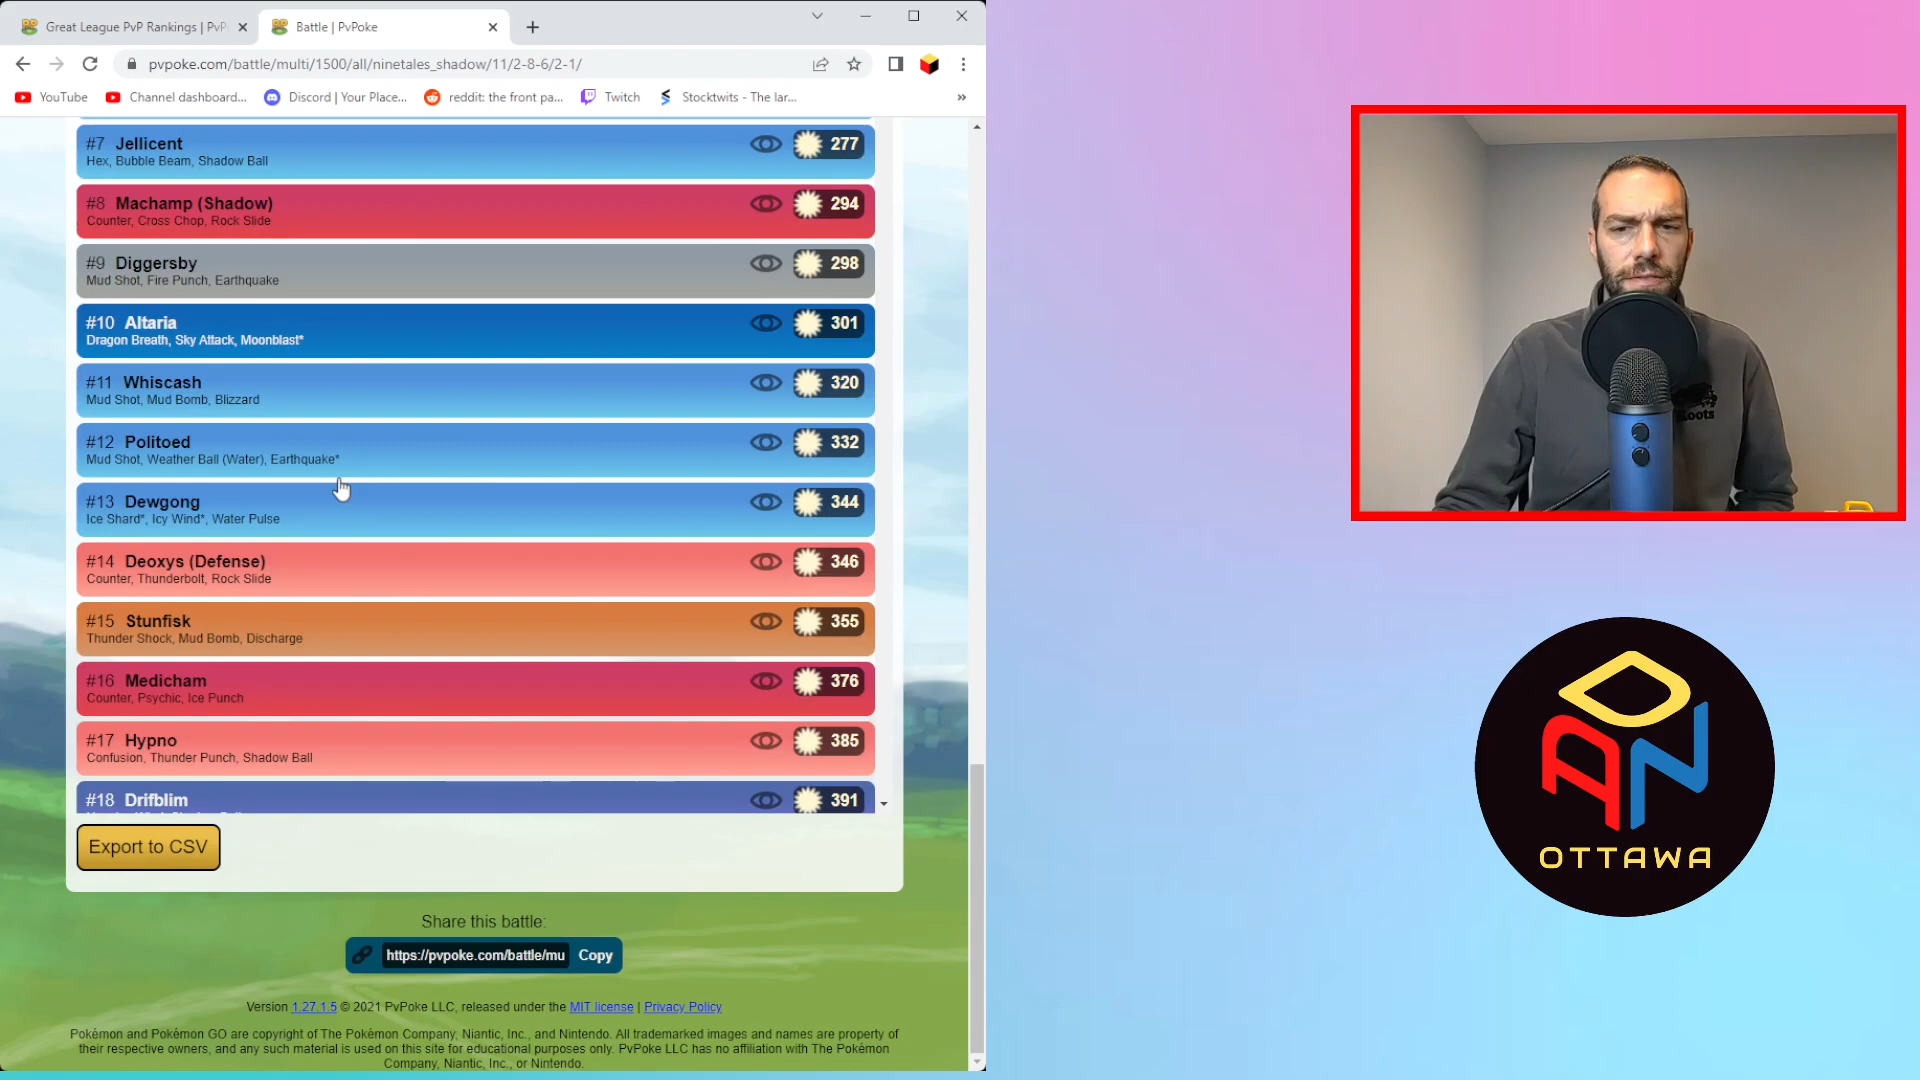 Great League PvP Rankings | PvP
Battle | PvPoke
pvpoke.com/battle/multi/1500/all/ninetales_shadow/11/2-8-6/2-1/
YouTube
Channel dashboard...
Discord | Your Place...
reddit: the front pa...
Twitch
Stocktwits - The lar...
»
#7 Jellicent 277
Hex, Bubble Beam, Shadow Ball
#8 Machamp (Shadow) 294
Counter, Cross Chop, Rock Slide
#9 Diggersby 298
Mud Shot, Fire Punch, Earthquake
#10 Altaria 301
Dragon Breath, Sky Attack, Moonblast*
#11 Whiscash 320
Mud Shot, Mud Bomb, Blizzard
#12 Politoed 332
Mud Shot, Weather Ball (Water), Earthquake*
#13 Dewgong 344
Ice Shard*, Icy Wind*, Water Pulse
#14 Deoxys (Defense) 346
Counter, Thunderbolt, Rock Slide
#15 Stunfisk 355
Thunder Shock, Mud Bomb, Discharge
#16 Medicham 376
Counter, Psychic, Ice Punch
#17 Hypno 385
Confusion, Thunder Punch, Shadow Ball
#18 Drifblim 391
Export to CSV
Share this battle:
https://pvpoke.com/battle/mu Copy
Version 1.27.1.5 © 2021 PvPoke LLC, released under the MIT license | Privacy Policy
Pokémon and Pokémon GO are copyright of The Pokémon Company, Niantic, Inc., and Nintendo. All trademarked images and names are property of
their respective owners, and any such material is used on this site for educational purposes only. PvPoke LLC has no affiliation with The Pokémon
Company, Niantic, Inc., or Nintendo.
Roots
DAN
OTTAWA